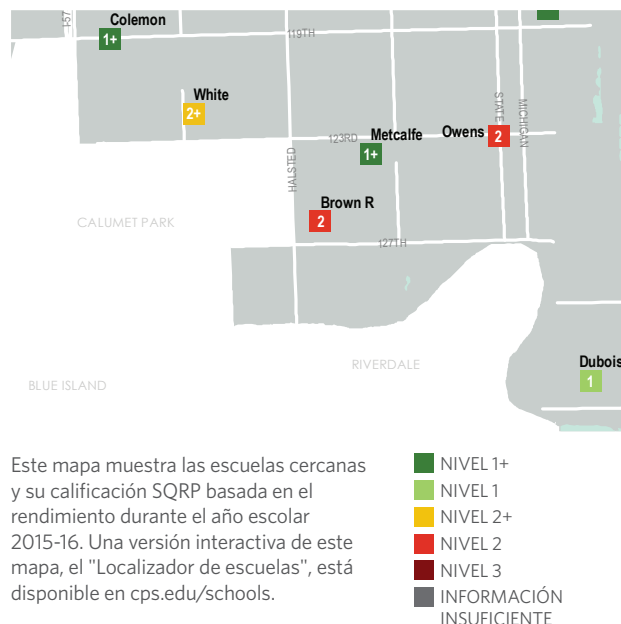 I-57
Colemon
1+
119TH
White
2+
HALSTED
123RD
Metcalfe
1+
Owens
2
STATE
MICHIGAN
Brown R
2
CALUMET PARK
127TH
RIVERDALE
BLUE ISLAND
Dubois
1
Este mapa muestra las escuelas cercanas
y su calificación SQRP basada en el
rendimiento durante el año escolar
2015-16. Una versión interactiva de este
mapa, el "Localizador de escuelas", está
disponible en cps.edu/schools.
NIVEL 1+
NIVEL 1
NIVEL 2+
NIVEL 2
NIVEL 3
INFORMACIÓN
INSUFICIENTE